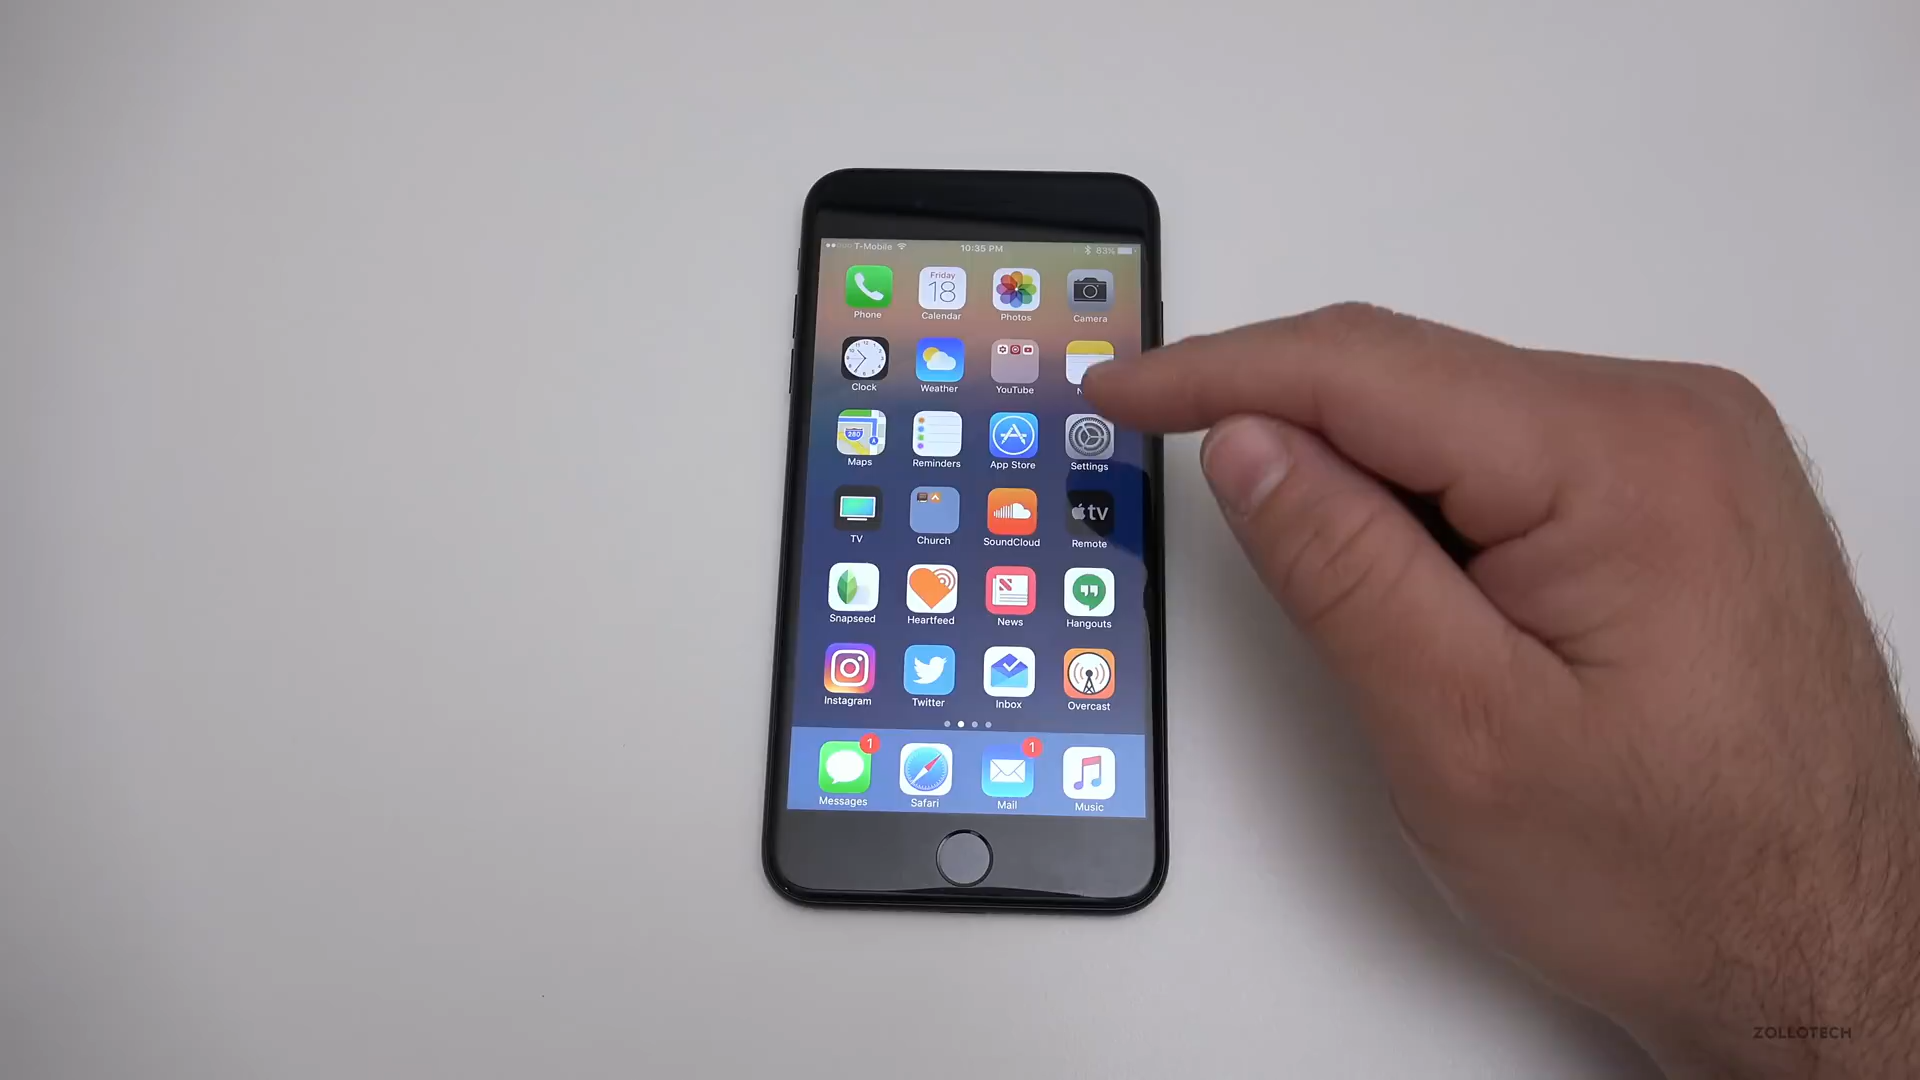 T-Mobile 10:35 PM 83%
Friday
18
Phone Calendar Photos Camera
Clock Weather YouTube
280
Maps Reminders App Store Settings
tv
TV Church SoundCloud Remote
Snapseed Heartfeed News Hangouts
Instagram Twitter Inbox Overcast
1 1
Messages Safari Mail Music
ZOLLOTECH